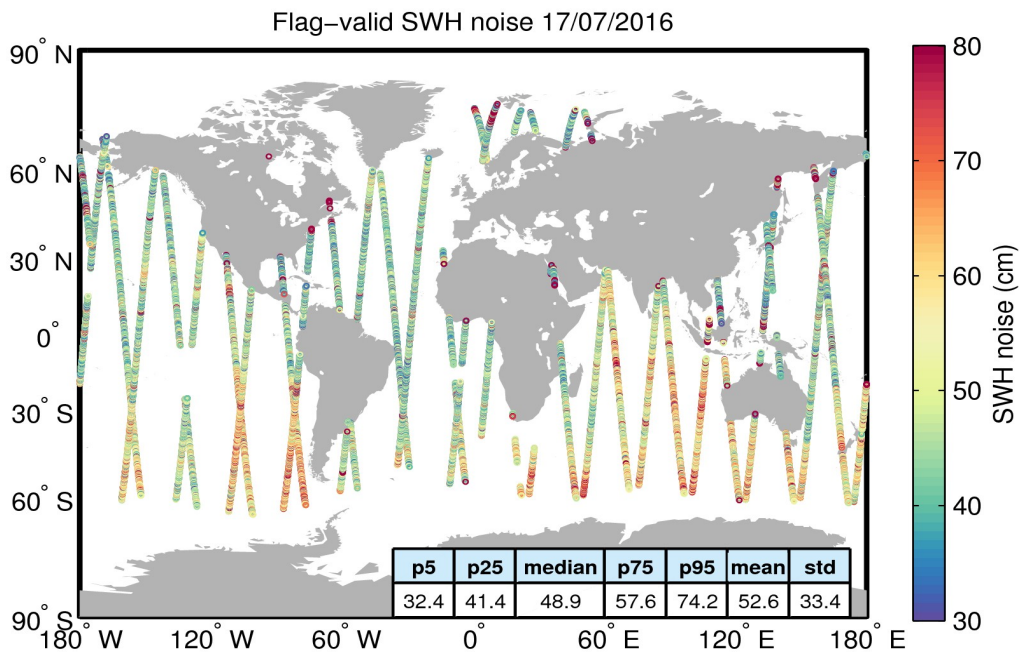 Flag−valid SWH noise 17/07/2016
90° N
60° N
30° N
0°
30° S
60° S
90° S
180° W
120° W
60° W
0°
60° E
120° E
180° E
p5 p25 median p75 p95 mean std
32.4 41.4 48.9 57.6 74.2 52.6 33.4
80
70
60
50
40
30
SWH noise (cm)